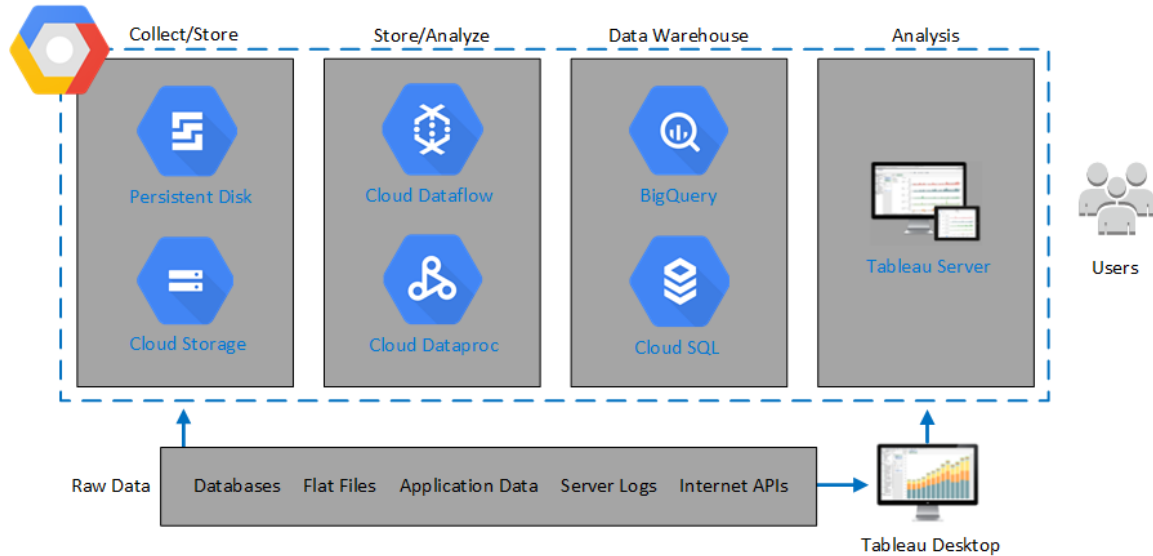 Collect/Store
Store/Analyze
Data Warehouse
Analysis
Persistent Disk
Cloud Dataflow
BigQuery
Tableau Server
Users
Cloud Storage
Cloud Dataproc
Cloud SQL
Raw Data
Databases
Flat Files
Application Data
Server Logs
Internet APIs
Tableau Desktop